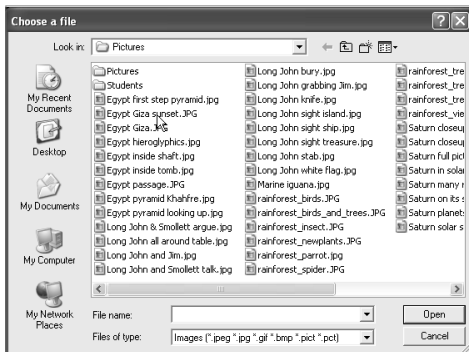 Choose a file
Look in: Pictures
My Recent
Documents
Desktop
My Documents
My Computer
My Network
Places
Pictures
Students
Egypt first step pyramid.jpg
Egypt Giza sunset.JPG
Egypt Giza.JPG
Egypt hieroglyphics.jpg
Egypt inside shaft.jpg
Egypt inside tomb.jpg
Egypt passage.JPG
Egypt pyramid Khahfre.jpg
Egypt pyramid looking up.jpg
Long John & Smollett argue.jpg
Long John all around table.jpg
Long John and Jim.jpg
Long John and Smollett talk.jpg
Long John bury.jpg
Long John grabbing Jim.jpg
Long John knife.jpg
Long John sight island.jpg
Long John sight ship.jpg
Long John sight treasure.jpg
Long John stab.jpg
Long John white flag.jpg
Marine iguana.jpg
rainforest_birds.JPG
rainforest_birds_and_trees.JPG
rainforest_insect.JPG
rainforest_newplants.JPG
rainforest_parrot.jpg
rainforest_spider.JPG
rainforest_tre
rainforest_tre
rainforest_tre
rainforest_vie
Saturn closeu
Saturn closeu
Saturn full pict
Saturn in sola
Saturn many r
Saturn on its s
Saturn planet
Saturn solar s
File name:
Open
Files of type: Images (*.jpeg *.jpg *.gif *.bmp *.pict *.pct)
Cancel